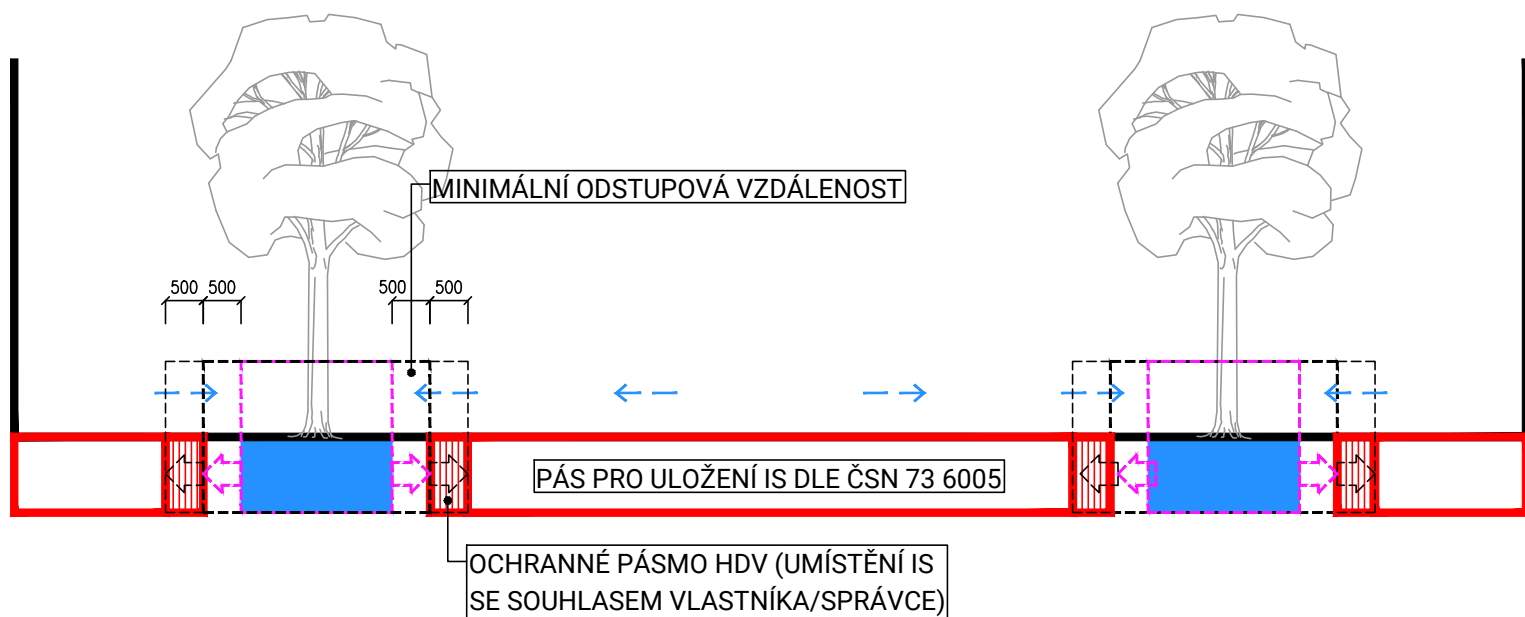 MINIMÁLNÍ ODSTUPOVÁ VZDÁLENOST
500 500 500 500
PÁS PRO ULOŽENÍ IS DLE ČSN 73 6005
OCHRANNÉ PÁSMO HDV (UMÍSTĚNÍ IS
SE SOUHLASEM VLASTNÍKA/SPRÁVCE)